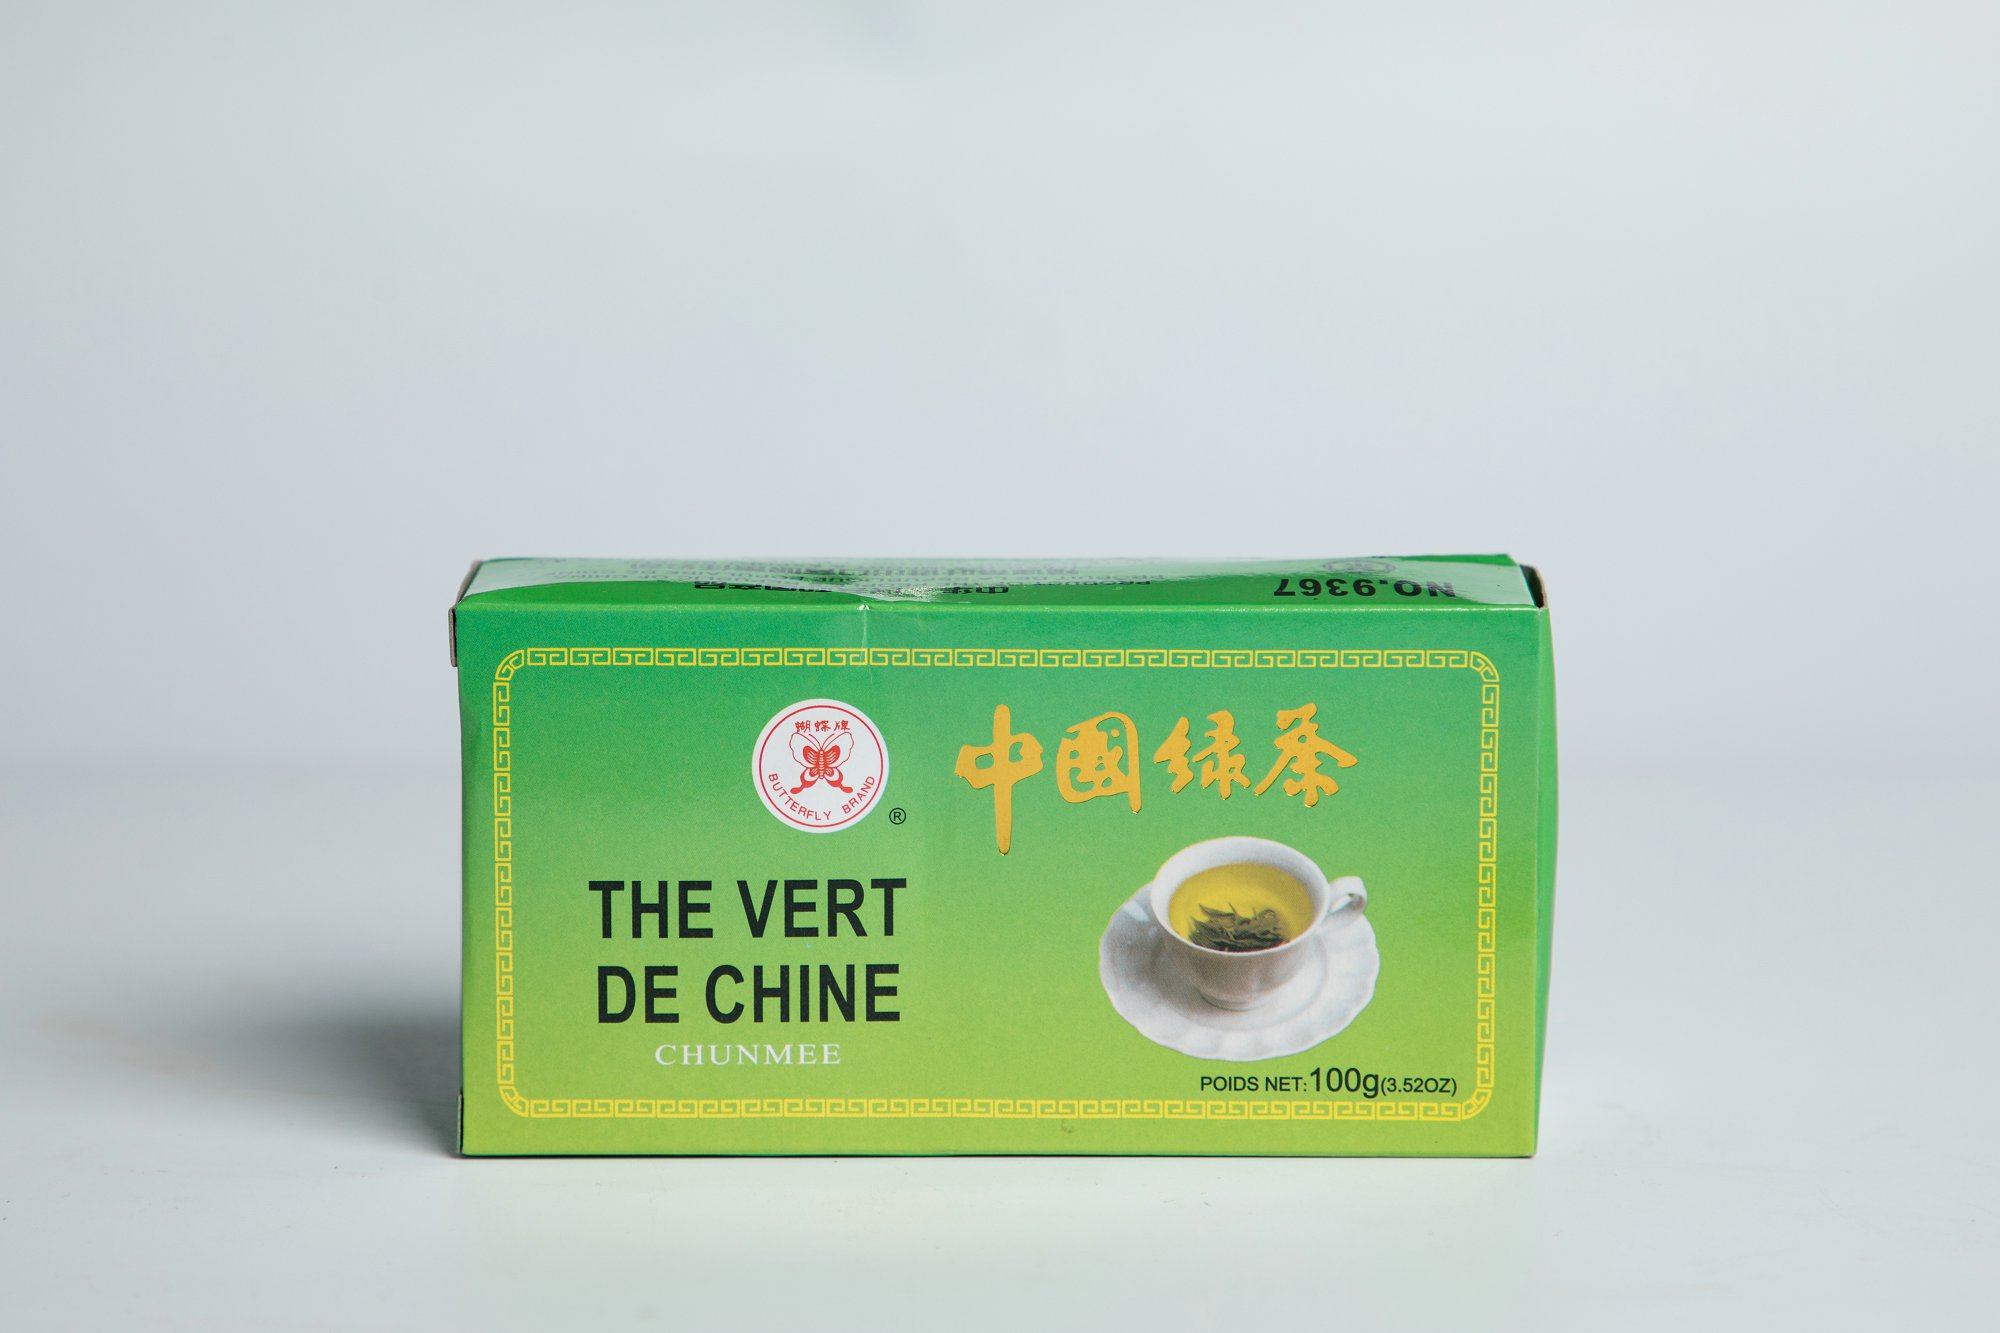 NO.9367
蝴蝶牌
BUTTERFLY BRAND
®
中國绿茶
THE VERT
DE CHINE
CHUNMEE
POIDS NET:100g(3.52OZ)